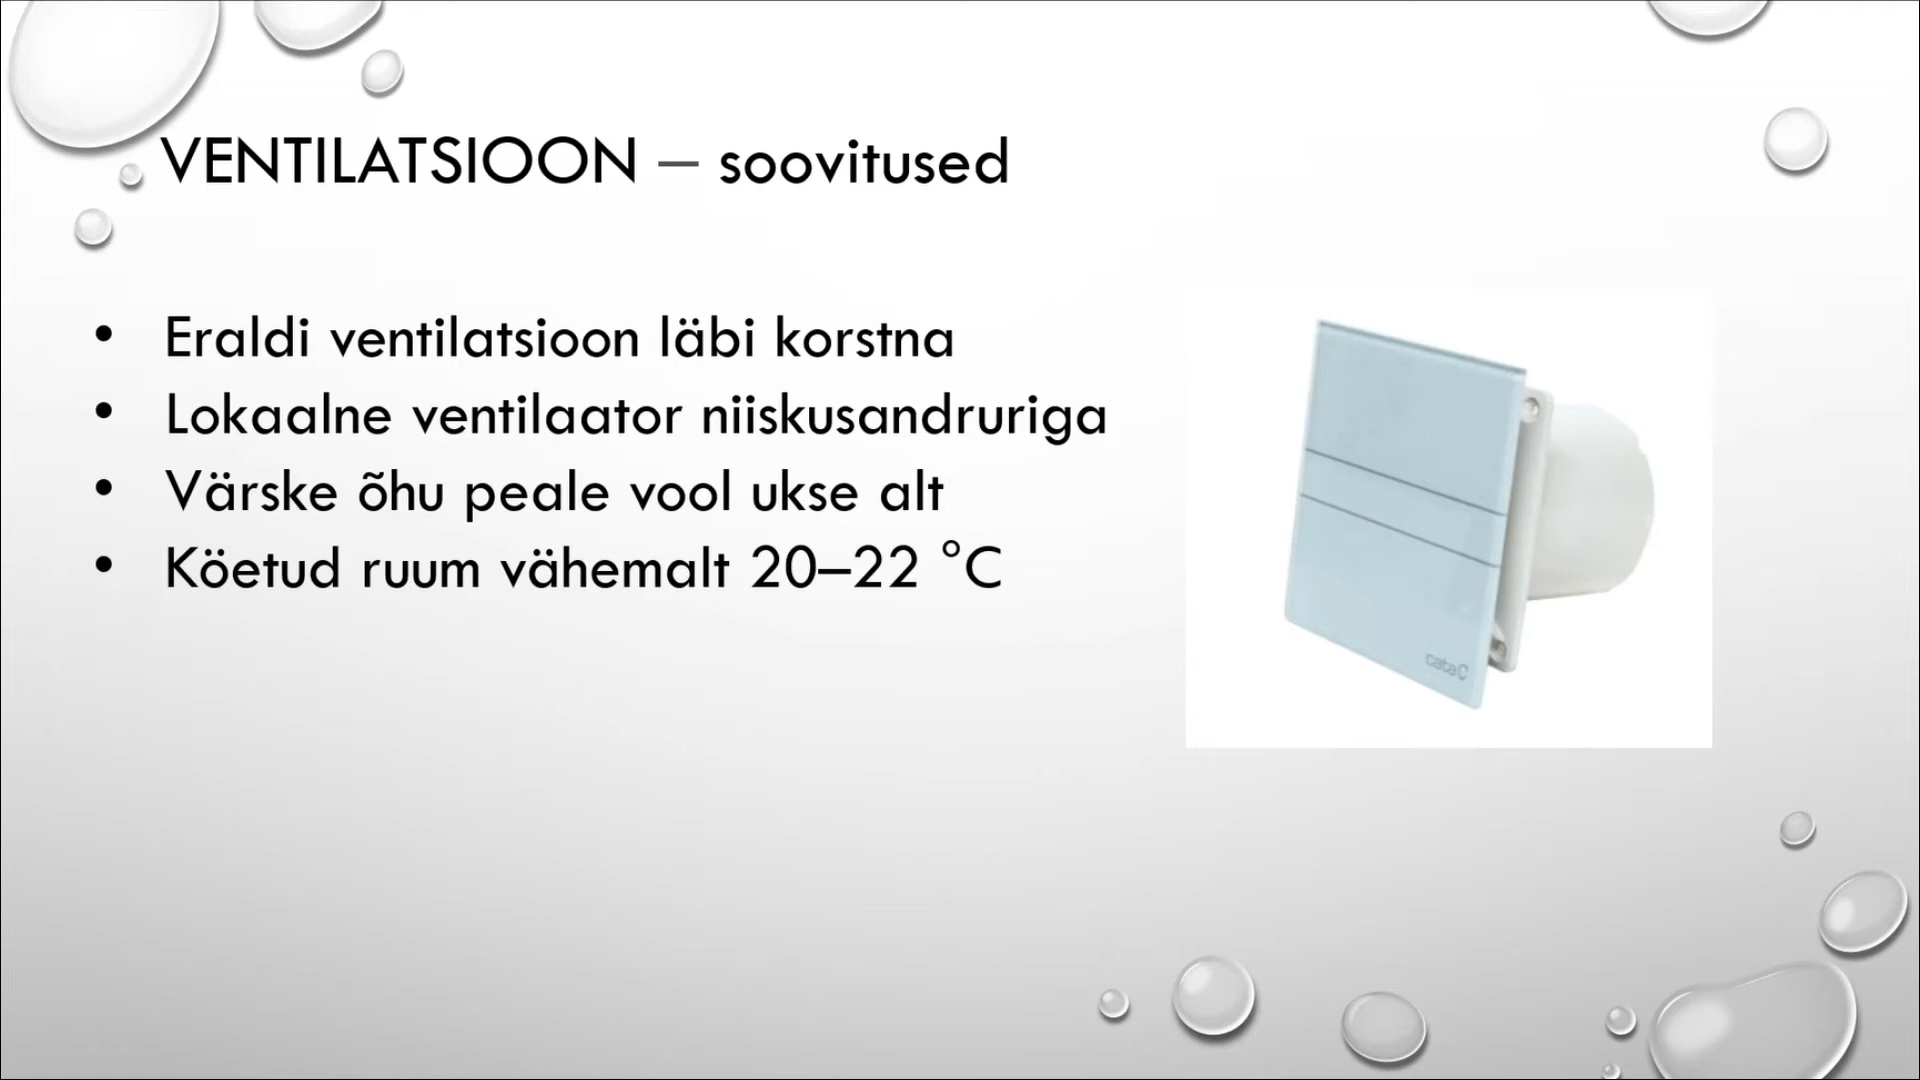 VENTILATSIOON – soovitused
• Eraldi ventilatsioon läbi korstna
• Lokaalne ventilaator niiskusandruriga
• Värske õhu peale vool ukse alt
• Köetud ruum vähemalt 20–22 °C
cata